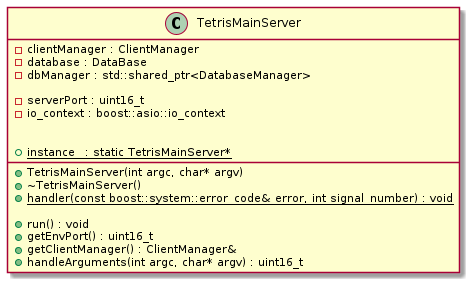 C TetrisMainServer
clientManager : ClientManager
database : DataBase
dbManager : std::shared_ptr<DatabaseManager>
serverPort : uint16_t
io_context : boost::asio::io_context
instance : static TetrisMainServer*
TetrisMainServer(int argc, char* argv)
~TetrisMainServer()
handler(const boost::system::error_code& error, int signal_number) : void
run() : void
getEnvPort() : uint16_t
getClientManager() : ClientManager&
handleArguments(int argc, char* argv) : uint16_t